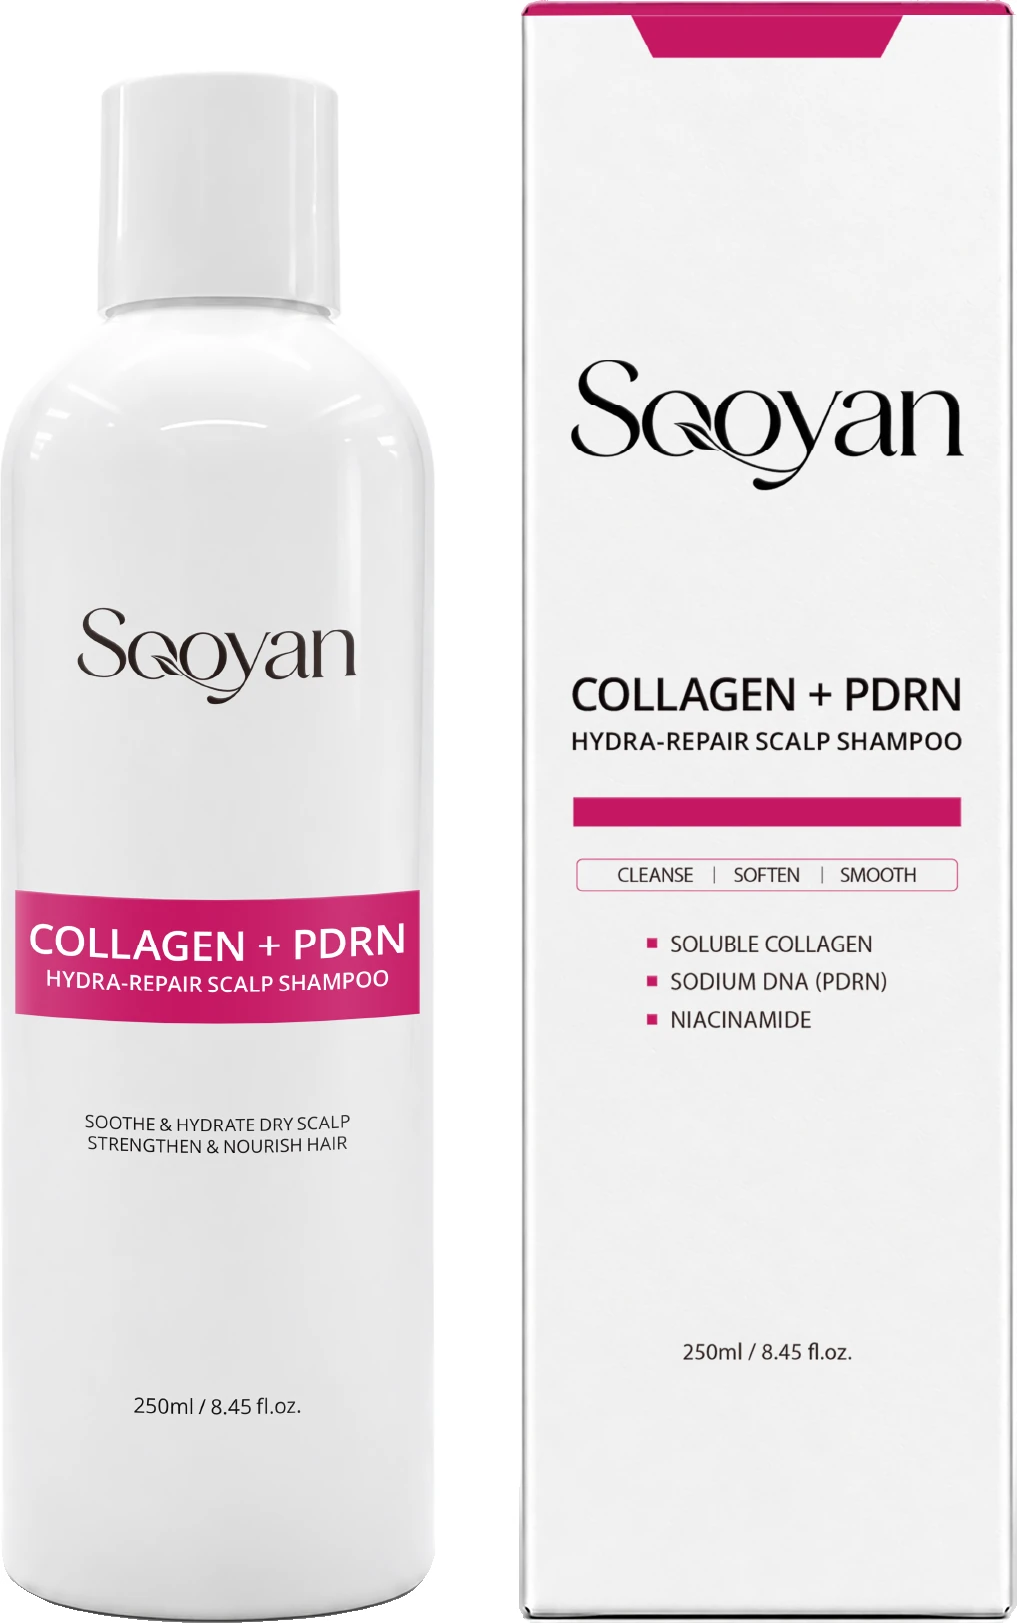 Sooyan
COLLAGEN + PDRN
HYDRA-REPAIR SCALP SHAMPOO
SOOTHE & HYDRATE DRY SCALP
STRENGTHEN & NOURISH HAIR
250ml / 8.45 fl.oz.
Sooyan
COLLAGEN + PDRN
HYDRA-REPAIR SCALP SHAMPOO
CLEANSE | SOFTEN | SMOOTH
SOLUBLE COLLAGEN
SODIUM DNA (PDRN)
NIACINAMIDE
250ml / 8.45 fl.oz.